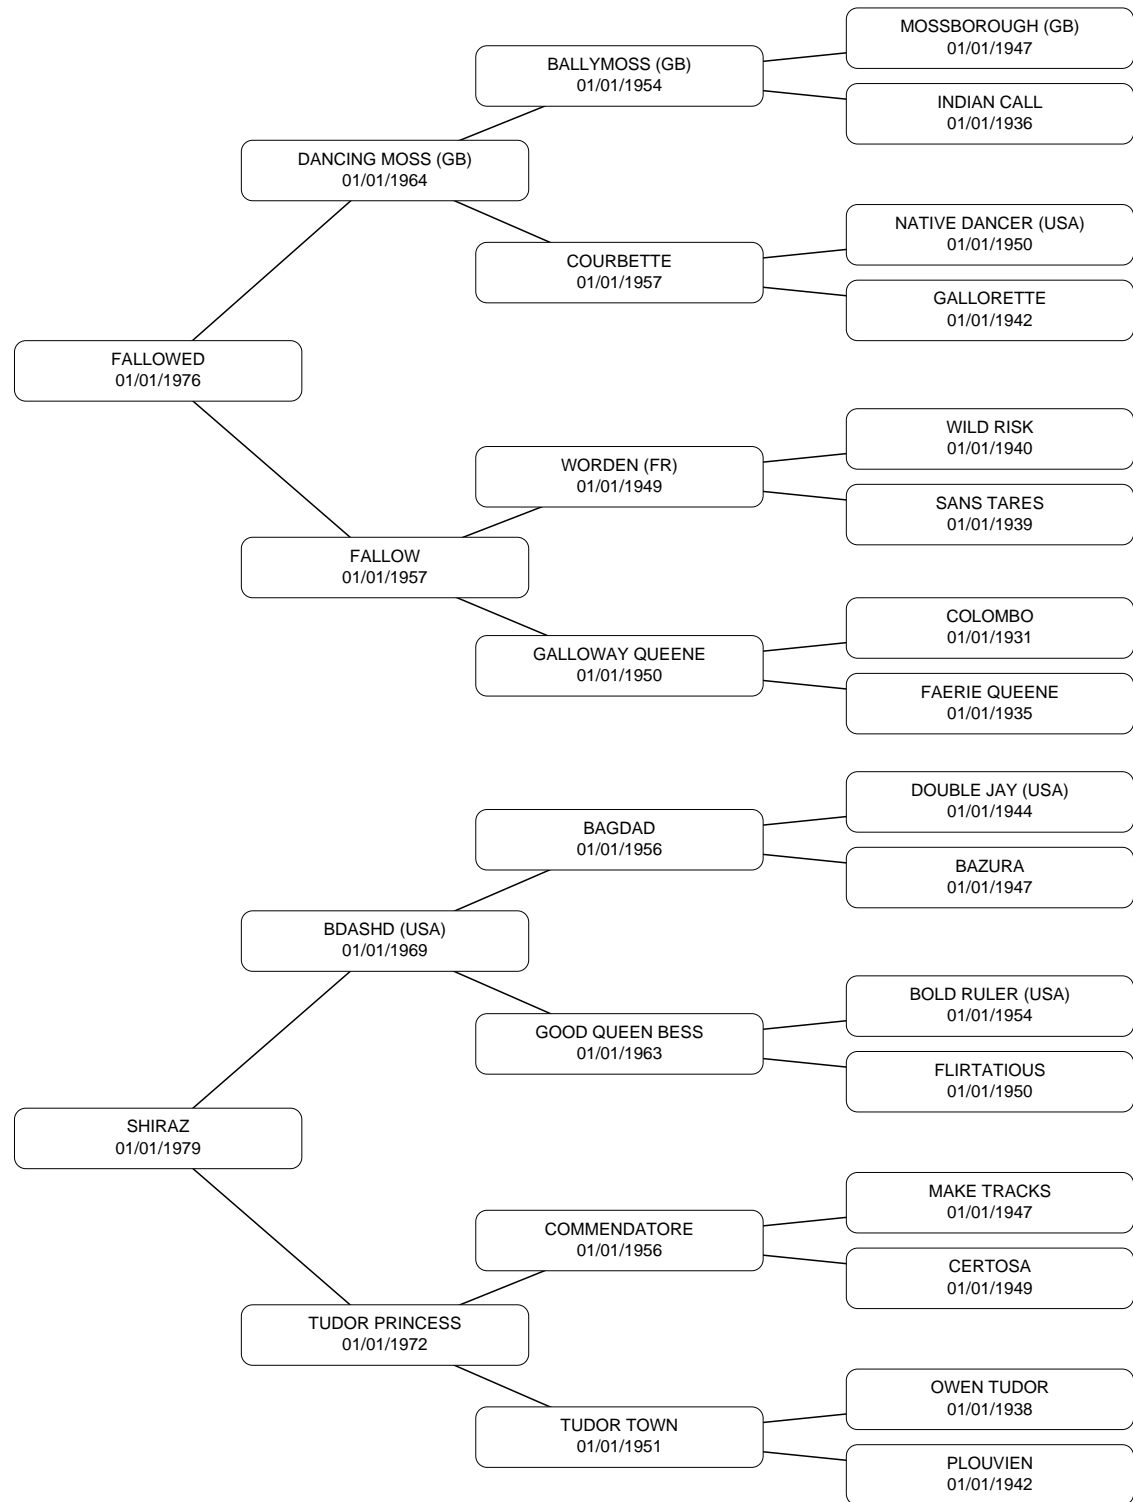 MOSSBOROUGH (GB)
01/01/1947
BALLYMOSS (GB)
01/01/1954
INDIAN CALL
01/01/1936
DANCING MOSS (GB)
01/01/1964
NATIVE DANCER (USA)
01/01/1950
COURBETTE
01/01/1957
GALLORETTE
01/01/1942
FALLOWED
01/01/1976
WILD RISK
01/01/1940
WORDEN (FR)
01/01/1949
SANS TARES
01/01/1939
FALLOW
01/01/1957
COLOMBO
01/01/1931
GALLOWAY QUEENE
01/01/1950
FAERIE QUEENE
01/01/1935
DOUBLE JAY (USA)
01/01/1944
BAGDAD
01/01/1956
BAZURA
01/01/1947
BDASHD (USA)
01/01/1969
BOLD RULER (USA)
01/01/1954
GOOD QUEEN BESS
01/01/1963
FLIRTATIOUS
01/01/1950
SHIRAZ
01/01/1979
MAKE TRACKS
01/01/1947
COMMENDATORE
01/01/1956
CERTOSA
01/01/1949
TUDOR PRINCESS
01/01/1972
OWEN TUDOR
01/01/1938
TUDOR TOWN
01/01/1951
PLOUVIEN
01/01/1942